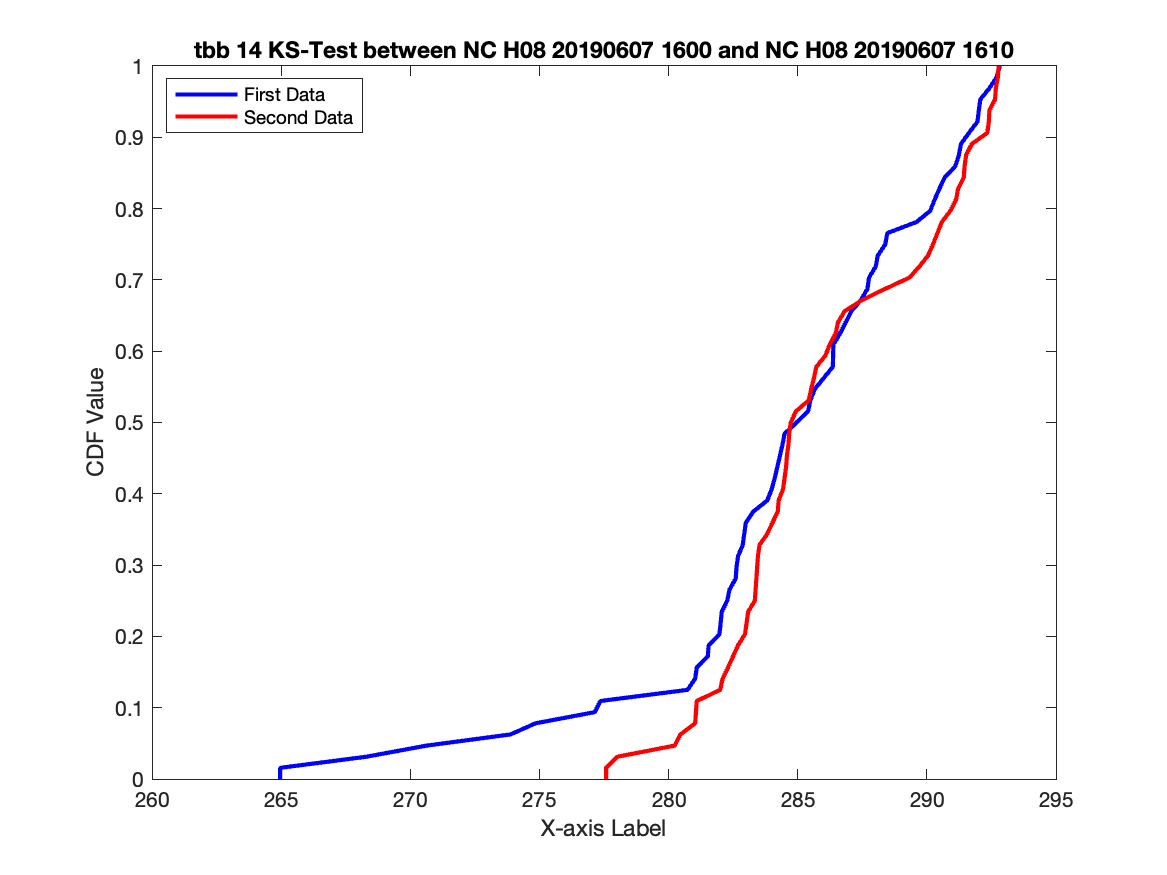 tbb 14 KS-Test between NC H08 20190607 1600 and NC H08 20190607 1610
First Data
Second Data
CDF Value
1
0.9
0.8
0.7
0.6
0.5
0.4
0.3
0.2
0.1
0
260 265 270 275 280 285 290 295
X-axis Label